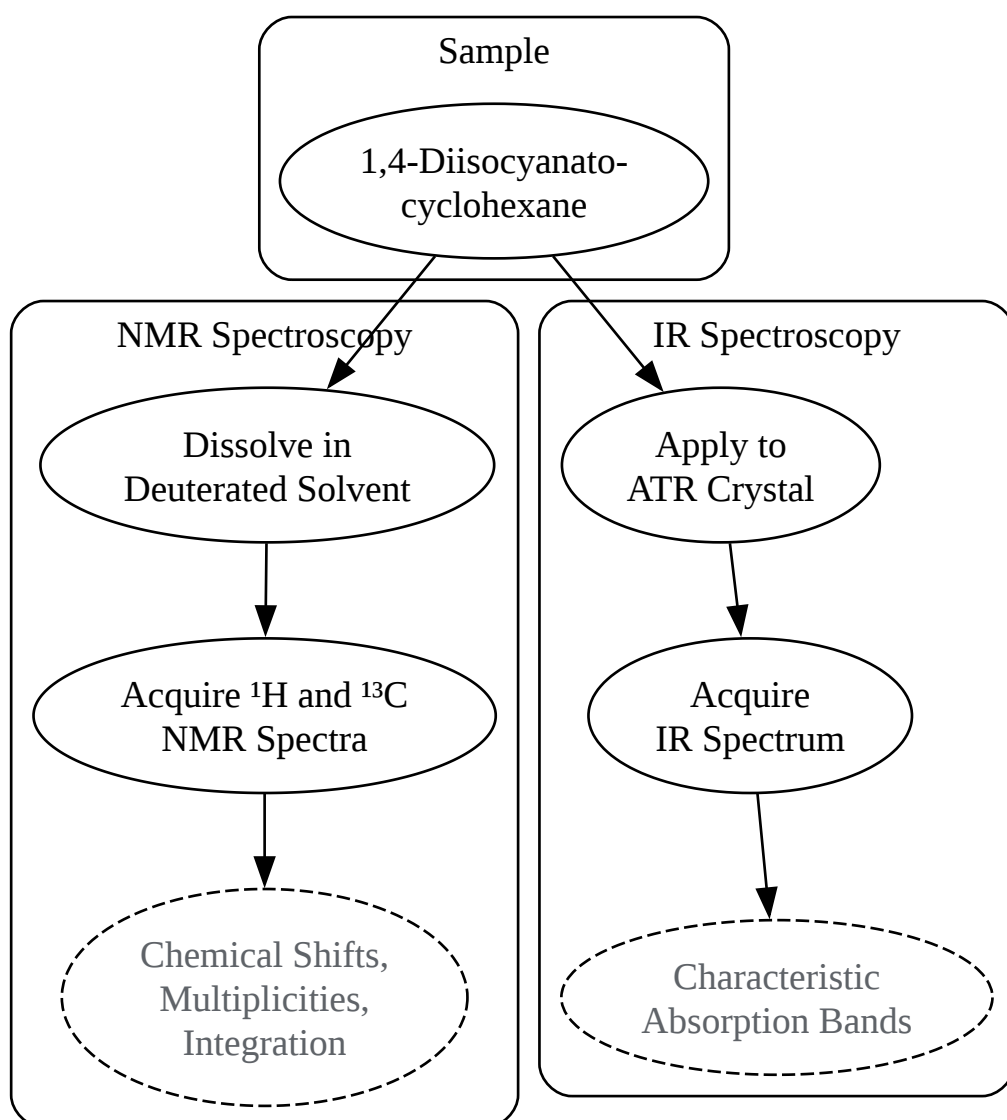 Sample
1,4-Diisocyanato-
cyclohexane
NMR Spectroscopy
Dissolve in
Deuterated Solvent
Acquire ¹H and ¹³C
NMR Spectra
Chemical Shifts,
Multiplicities,
Integration
IR Spectroscopy
Apply to
ATR Crystal
Acquire
IR Spectrum
Characteristic
Absorption Bands